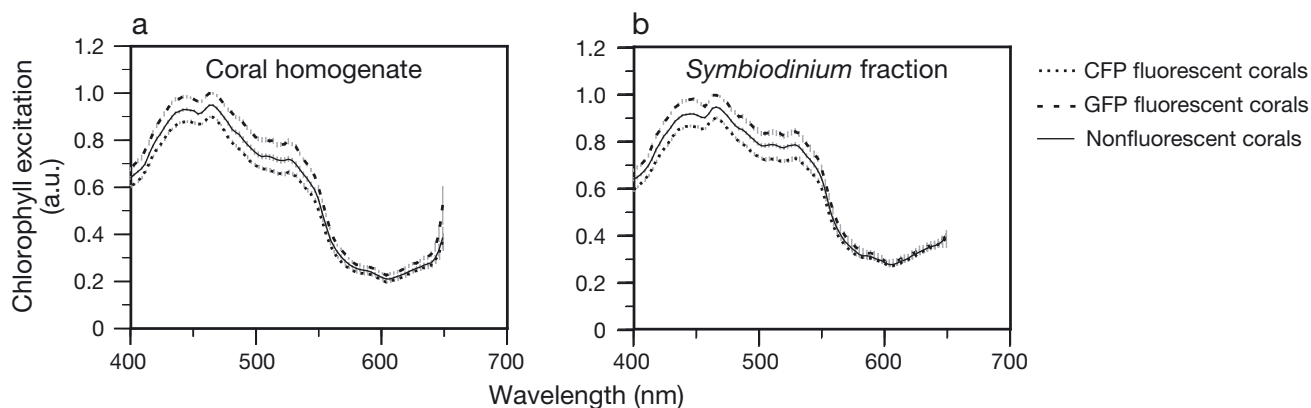 a
b
Coral homogenate
Symbiodinium fraction
CFP fluorescent corals
GFP fluorescent corals
Nonfluorescent corals
Chlorophyll excitation
(a.u.)
1.2
1.0
0.8
0.6
0.4
0.2
0
400
500
600
700
1.2
1.0
0.8
0.6
0.4
0.2
0
400
500
600
700
Wavelength (nm)